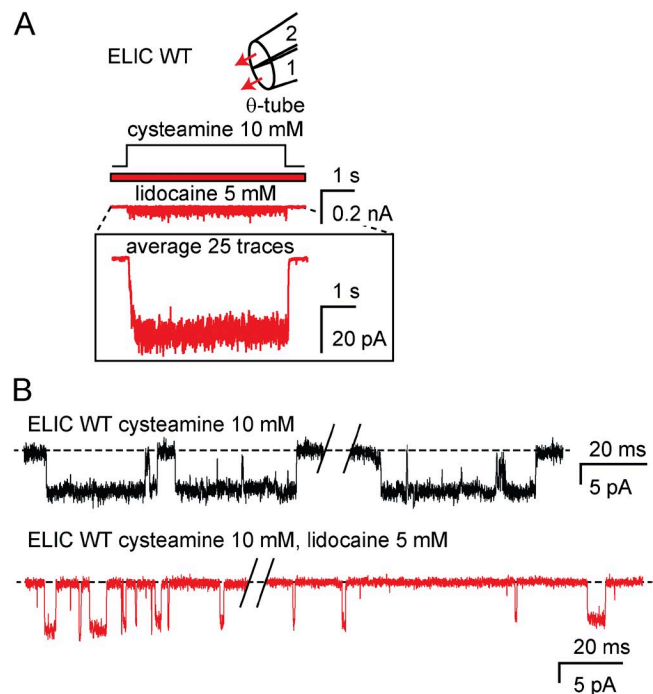 A
ELIC WT
2
1
θ-tube
cysteamine 10 mM
lidocaine 5 mM
1 s
0.2 nA
average 25 traces
1 s
20 pA
B
ELIC WT cysteamine 10 mM
20 ms
5 pA
ELIC WT cysteamine 10 mM, lidocaine 5 mM
20 ms
5 pA